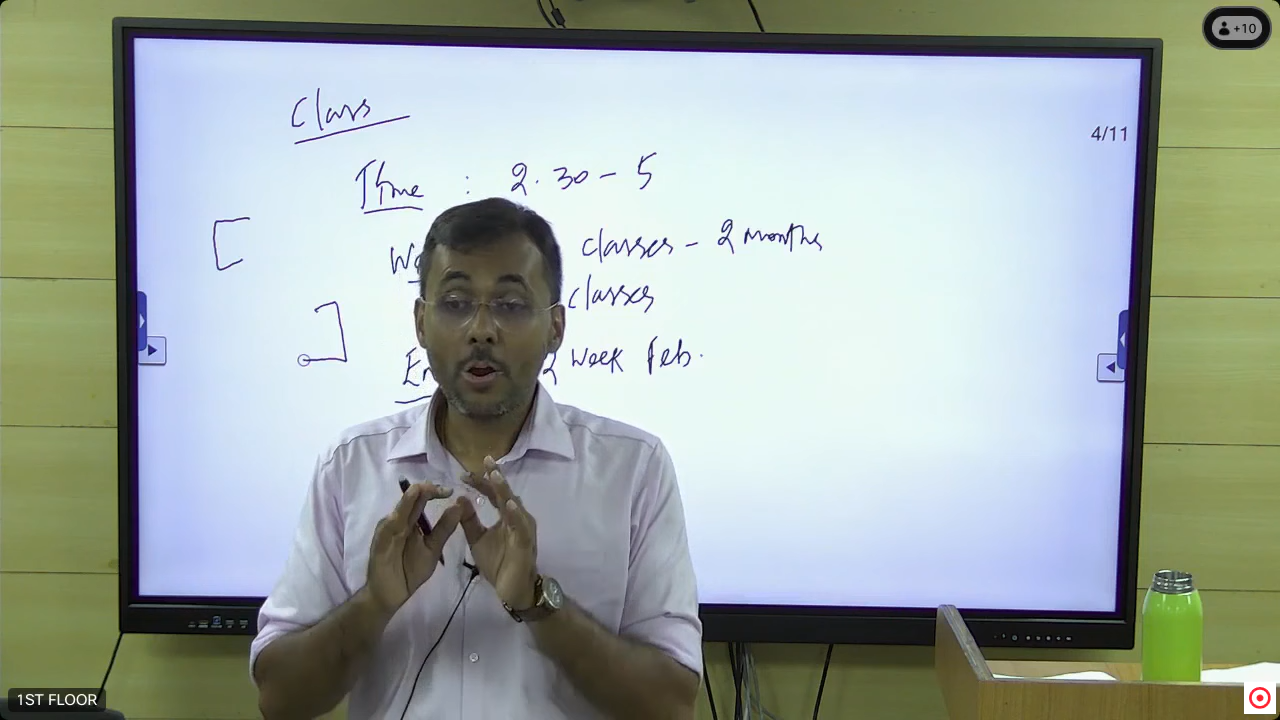 +10
4/11
Class
Time : 2.30 - 5
classes - 2 months
classes
2 week Feb.
1ST FLOOR